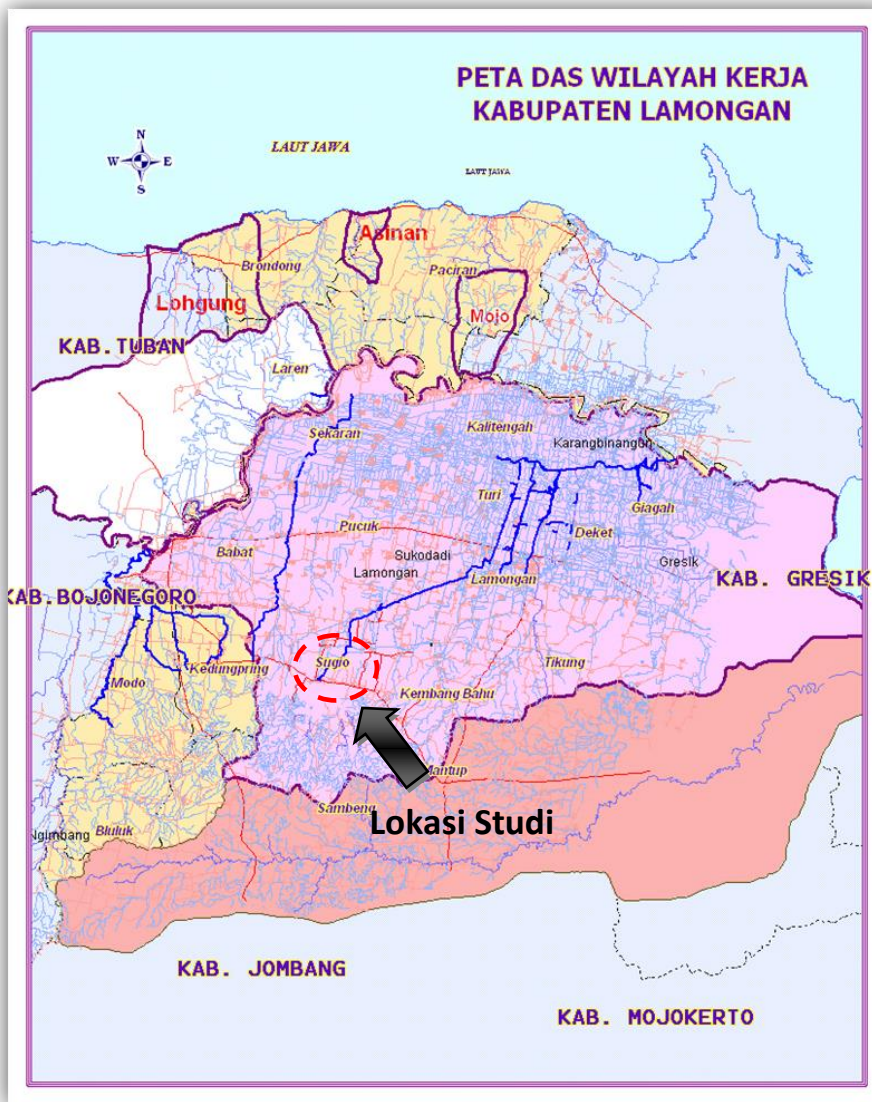 PETA DAS WILAYAH KERJA
KABUPATEN LAMONGAN
N
W E
S
LAUT JAWA
LAUT JAWA
Asinan
Brondong
Paciran
Lohgung
Mojo
KAB. TUBAN
Laren
Sekaran
Kalitengah
Karangbinangun
Turi
Giagah
Pucuk
Deket
Babat
Sukodadi
Lamongan
Gresik
Lamongan
KAB. GRESIK
KAB.BOJONEGORO
Sugio
Tikung
Kedungpring
Modo
Kembang Bahu
Mantup
Sambeng
Lokasi Studi
Ngimbang
Bluluk
KAB. JOMBANG
KAB. MOJOKERTO